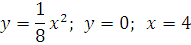 y = 1/8 x²; y = 0; x = 4